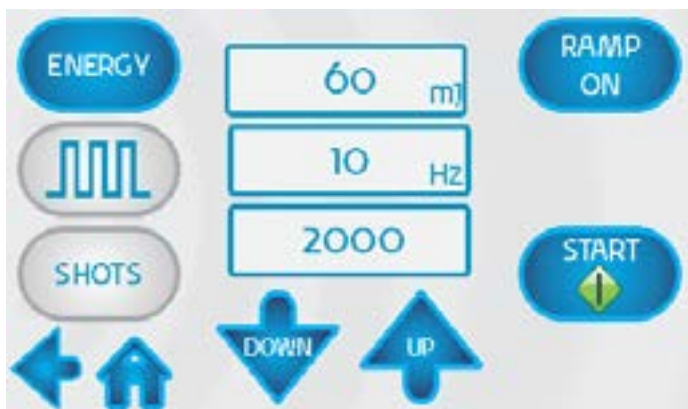 ENERGY
60 mJ
RAMP
ON
10 Hz
2000
SHOTS
START
DOWN
UP